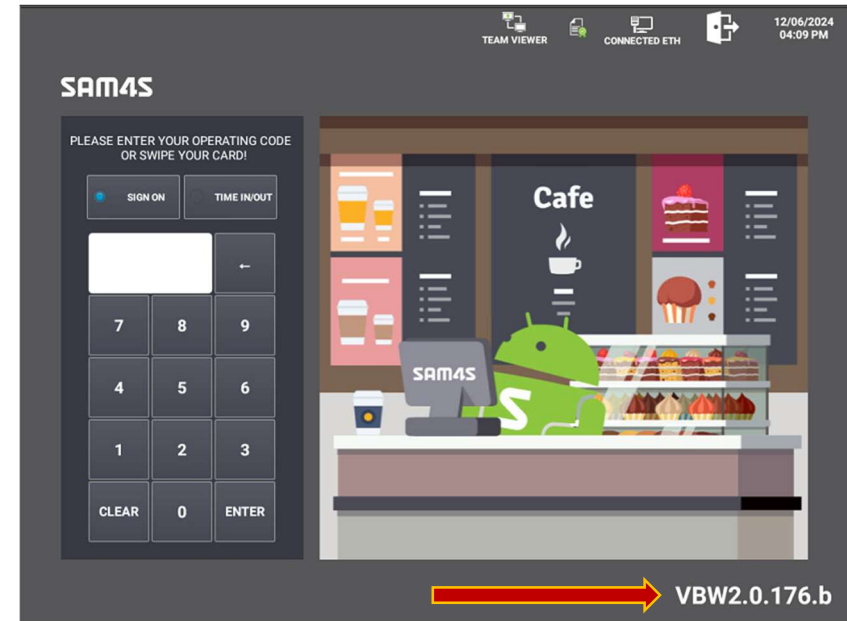 TEAM VIEWER
CONNECTED ETH
12/06/2024
04:09 PM
SAM4S
PLEASE ENTER YOUR OPERATING CODE
OR SWIPE YOUR CARD!
SIGN ON
TIME IN/OUT
←
7 8 9
4 5 6
1 2 3
CLEAR 0 ENTER
Cafe
SAM4S
S
VBW2.0.176.b